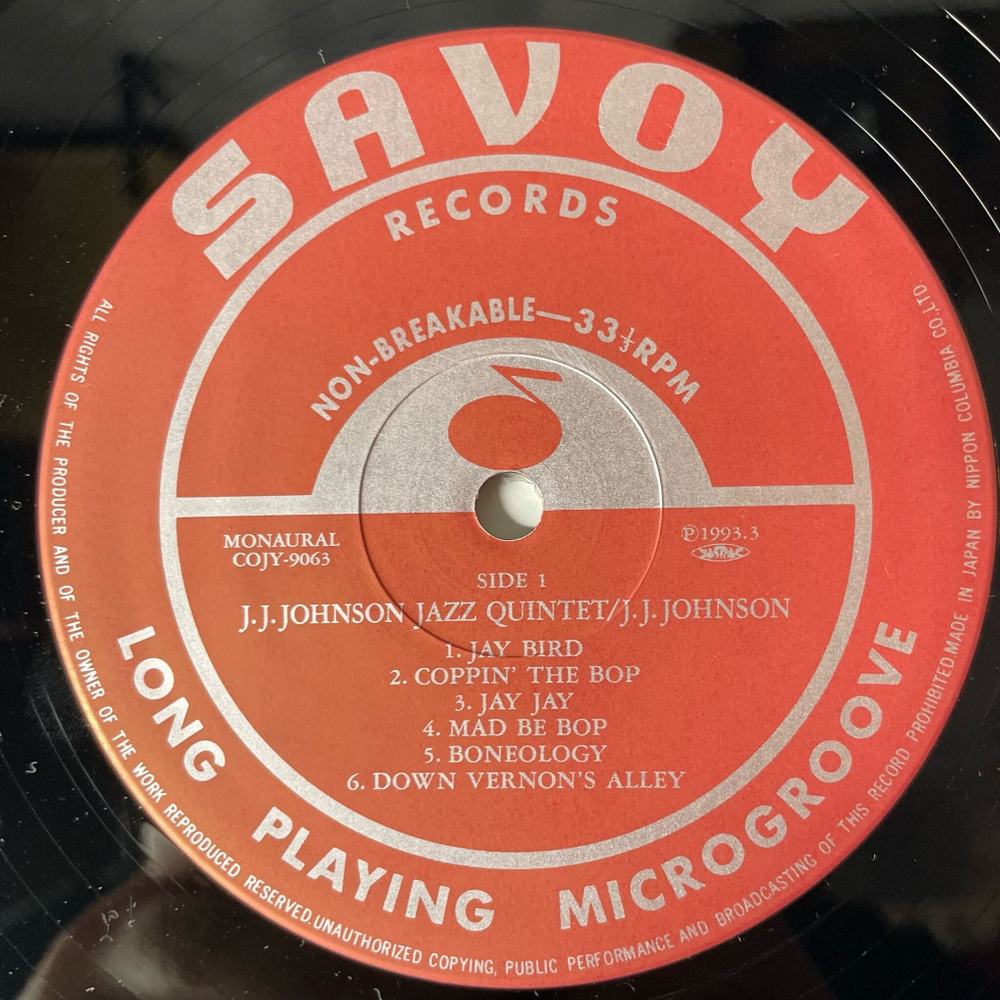 SAVOY
RECORDS
NON-BREAKABLE—33⅓RPM
MONAURAL
COJY-9063
Ⓟ1993.3
JASRAC
SIDE 1
J.J.JOHNSON JAZZ QUINTET/J.J.JOHNSON
1. JAY BIRD
2. COPPIN' THE BOP
3. JAY JAY
4. MAD BE BOP
5. BONEOLOGY
6. DOWN VERNON'S ALLEY
LONG PLAYING MICROGROOVE
ALL RIGHTS OF THE PRODUCER AND OF THE OWNER OF THE WORK REPRODUCED RESERVED.UNAUTHORIZED COPYING, PUBLIC PERFORMANCE AND BROADCASTING OF THIS RECORD PROHIBITED.MADE IN JAPAN BY NIPPON COLUMBIA CO.,LTD